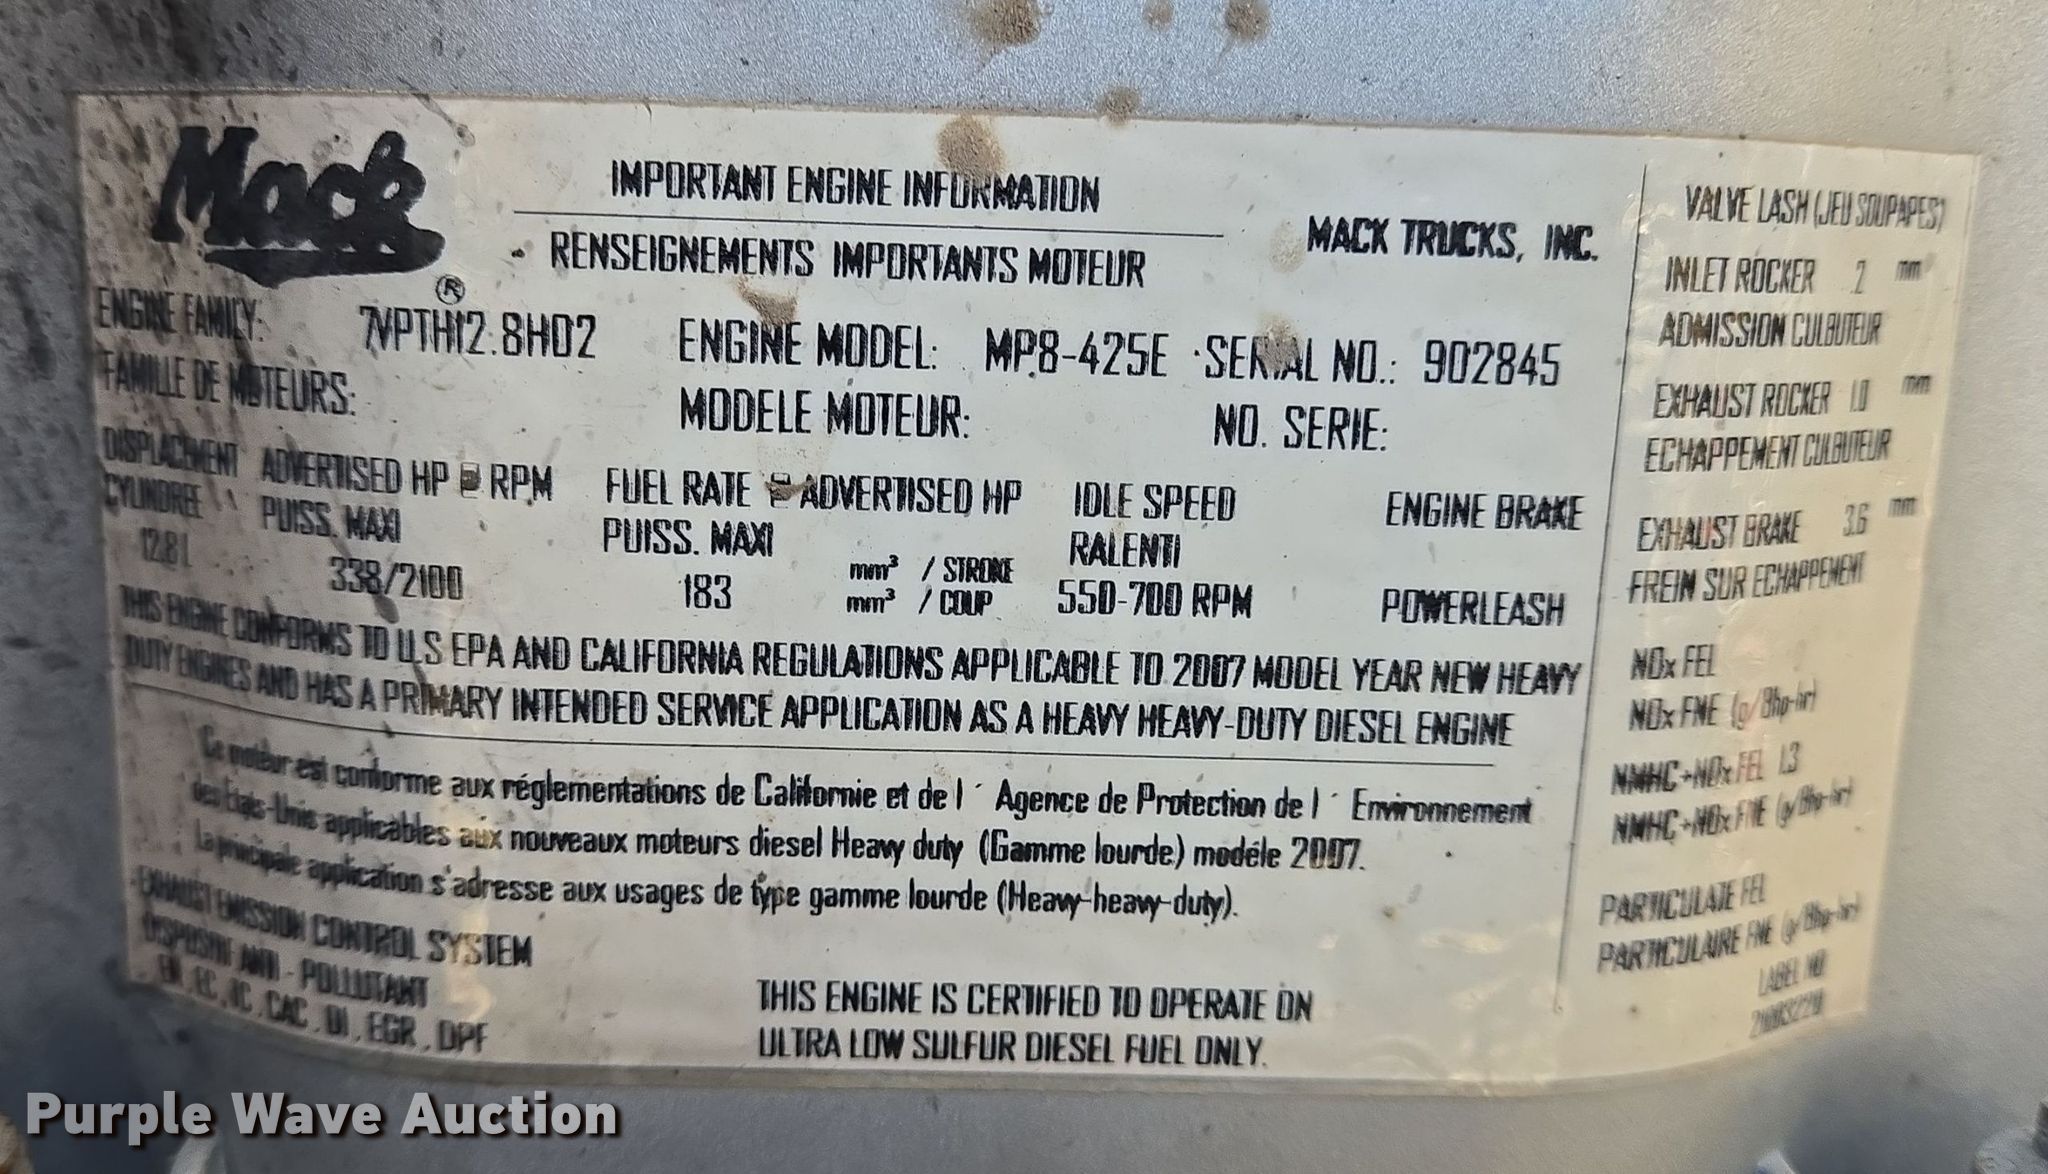 Mack
®
IMPORTANT ENGINE INFORMATION
RENSEIGNEMENTS IMPORTANTS MOTEUR
MACK TRUCKS, INC.
ENGINE FAMILY: 7VPTH12.8H02 ENGINE MODEL: MP8-425E SERIAL NO.: 902845
FAMILLE DE MOTEURS: MODELE MOTEUR: NO. SERIE:
DISPLACEMENT ADVERTISED HP @ RPM FUEL RATE @ ADVERTISED HP IDLE SPEED ENGINE BRAKE
CYLINDREE PUISS. MAXI PUISS. MAXI RALENTI
12.8 L 338/2100 183 mm³ / STROKE 550-700 RPM POWERLEASH
mm³ / COUP
THIS ENGINE CONFORMS TO U.S EPA AND CALIFORNIA REGULATIONS APPLICABLE TO 2007 MODEL YEAR NEW HEAVY
DUTY ENGINES AND HAS A PRIMARY INTENDED SERVICE APPLICATION AS A HEAVY HEAVY-DUTY DIESEL ENGINE
Ce moteur est conforme aux réglementations de Californie et de l ´ Agence de Protection de l ´ Environnement
des Etats-Unis applicables aux nouveaux moteurs diesel Heavy duty (Gamme lourde) modéle 2007.
La principale application s'adresse aux usages de type gamme lourde (Heavy-heavy-duty).
EXHAUST EMISSION CONTROL SYSTEM
DISPOSITIF ANTI - POLLUTANT
EM , EC , IC , CAC , DI , EGR , DPF
THIS ENGINE IS CERTIFIED TO OPERATE ON
ULTRA LOW SULFUR DIESEL FUEL ONLY.
VALVE LASH (JEU SOUPAPES)
INLET ROCKER .2 mm
ADMISSION CULBUTEUR
EXHAUST ROCKER 1.0 mm
ECHAPPEMENT CULBUTEUR
EXHAUST BRAKE 3.6 mm
FREIN SUR ECHAPPEMENT
NOx FEL
NOx FNE (g/Bhp-hr)
NMHC+NOx FEL 1.3
NMHC+NOx FNE (g/Bhp-hr)
PARTICULATE FEL
PARTICULAIRE FNE (g/Bhp-hr)
LABEL NO
Purple Wave Auction